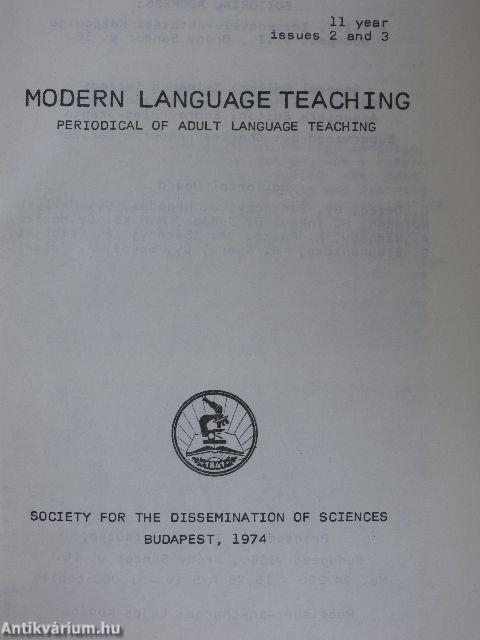 11 year
issues 2 and 3
MODERN LANGUAGE TEACHING
PERIODICAL OF ADULT LANGUAGE TEACHING
1841
SOCIETY FOR THE DISSEMINATION OF SCIENCES
BUDAPEST, 1974
Antikvárium.hu